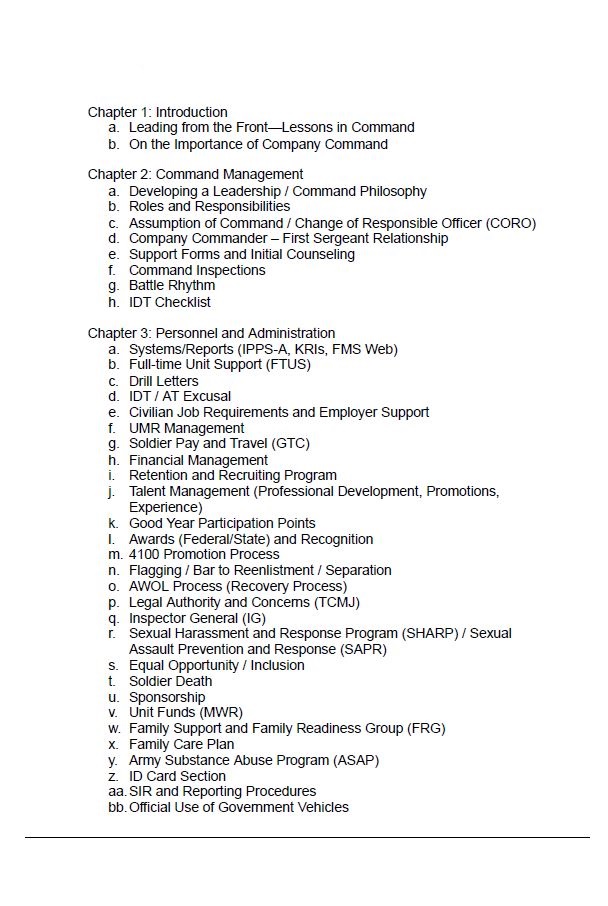 Chapter 1: Introduction
a. Leading from the Front—Lessons in Command
b. On the Importance of Company Command
Chapter 2: Command Management
a. Developing a Leadership / Command Philosophy
b. Roles and Responsibilities
c. Assumption of Command / Change of Responsible Officer (CORO)
d. Company Commander – First Sergeant Relationship
e. Support Forms and Initial Counseling
f. Command Inspections
g. Battle Rhythm
h. IDT Checklist
Chapter 3: Personnel and Administration
a. Systems/Reports (IPPS-A, KRIs, FMS Web)
b. Full-time Unit Support (FTUS)
c. Drill Letters
d. IDT / AT Excusal
e. Civilian Job Requirements and Employer Support
f. UMR Management
g. Soldier Pay and Travel (GTC)
h. Financial Management
i. Retention and Recruiting Program
j. Talent Management (Professional Development, Promotions,
Experience)
k. Good Year Participation Points
l. Awards (Federal/State) and Recognition
m. 4100 Promotion Process
n. Flagging / Bar to Reenlistment / Separation
o. AWOL Process (Recovery Process)
p. Legal Authority and Concerns (TCMJ)
q. Inspector General (IG)
r. Sexual Harassment and Response Program (SHARP) / Sexual
Assault Prevention and Response (SAPR)
s. Equal Opportunity / Inclusion
t. Soldier Death
u. Sponsorship
v. Unit Funds (MWR)
w. Family Support and Family Readiness Group (FRG)
x. Family Care Plan
y. Army Substance Abuse Program (ASAP)
z. ID Card Section
aa. SIR and Reporting Procedures
bb. Official Use of Government Vehicles